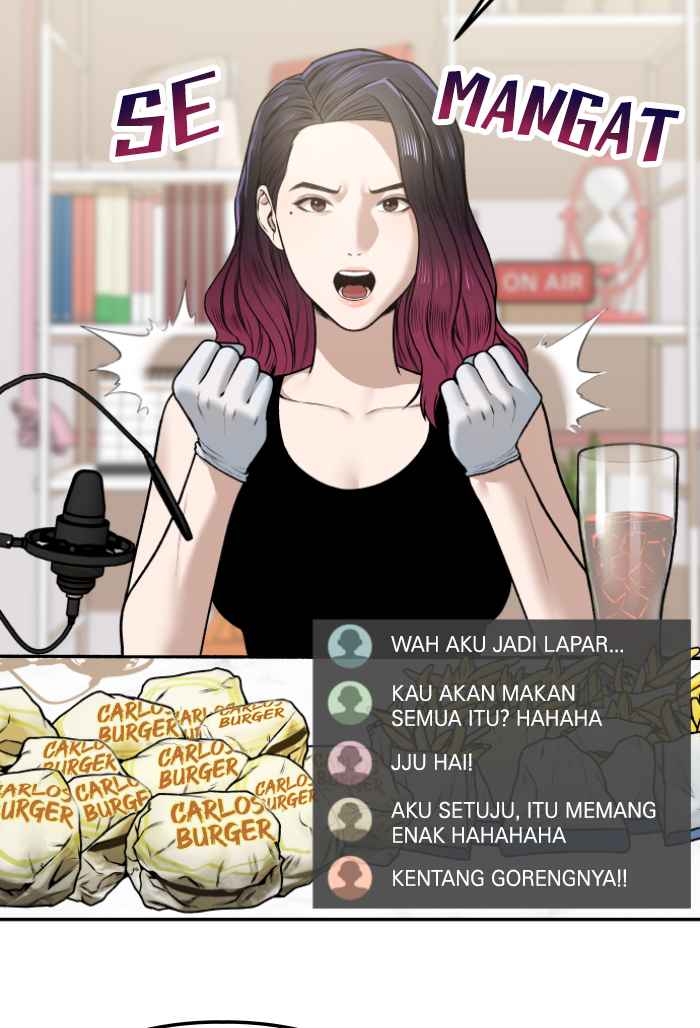 SE
MANGAT
ON AIR
WAH AKU JADI LAPAR...
KAU AKAN MAKAN
SEMUA ITU? HAHAHA
JJU HAI!
AKU SETUJU, ITU MEMANG
ENAK HAHAHAHA
KENTANG GORENGNYA!!
CARLOS
BURGER
BURGER
CARLOS
BURGER
CARLOS
BURGER
CARLOS
BURGER
CARLOS
BURGER